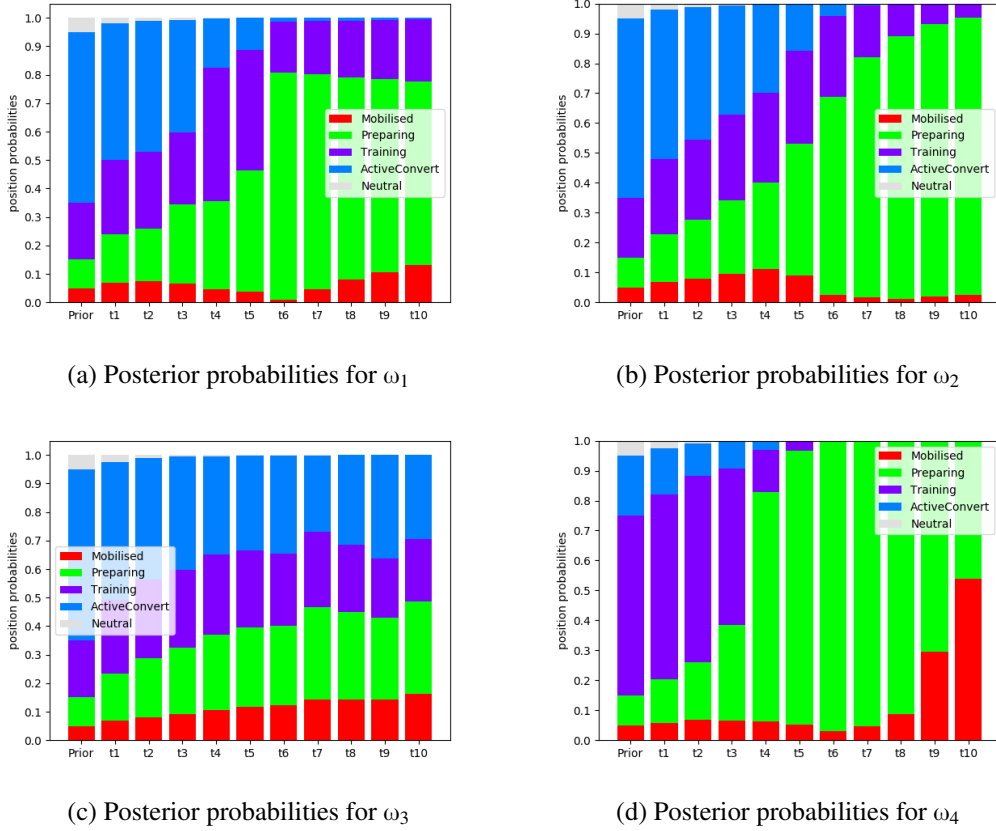 1.0
0.9
0.8
0.7
0.6
0.5
0.4
0.3
0.2
0.1
0.0
position probabilities
Mobilised
Preparing
Training
ActiveConvert
Neutral
Prior t1 t2 t3 t4 t5 t6 t7 t8 t9 t10
(a) Posterior probabilities for ω1
1.0
0.9
0.8
0.7
0.6
0.5
0.4
0.3
0.2
0.1
0.0
position probabilities
Mobilised
Preparing
Training
ActiveConvert
Neutral
Prior t1 t2 t3 t4 t5 t6 t7 t8 t9 t10
(b) Posterior probabilities for ω2
1.0
0.9
0.8
0.7
0.6
0.5
0.4
0.3
0.2
0.1
0.0
position probabilities
Mobilised
Preparing
Training
ActiveConvert
Neutral
Prior t1 t2 t3 t4 t5 t6 t7 t8 t9 t10
(c) Posterior probabilities for ω3
1.0
0.9
0.8
0.7
0.6
0.5
0.4
0.3
0.2
0.1
0.0
position probabilities
Mobilised
Preparing
Training
ActiveConvert
Neutral
Prior t1 t2 t3 t4 t5 t6 t7 t8 t9 t10
(d) Posterior probabilities for ω4